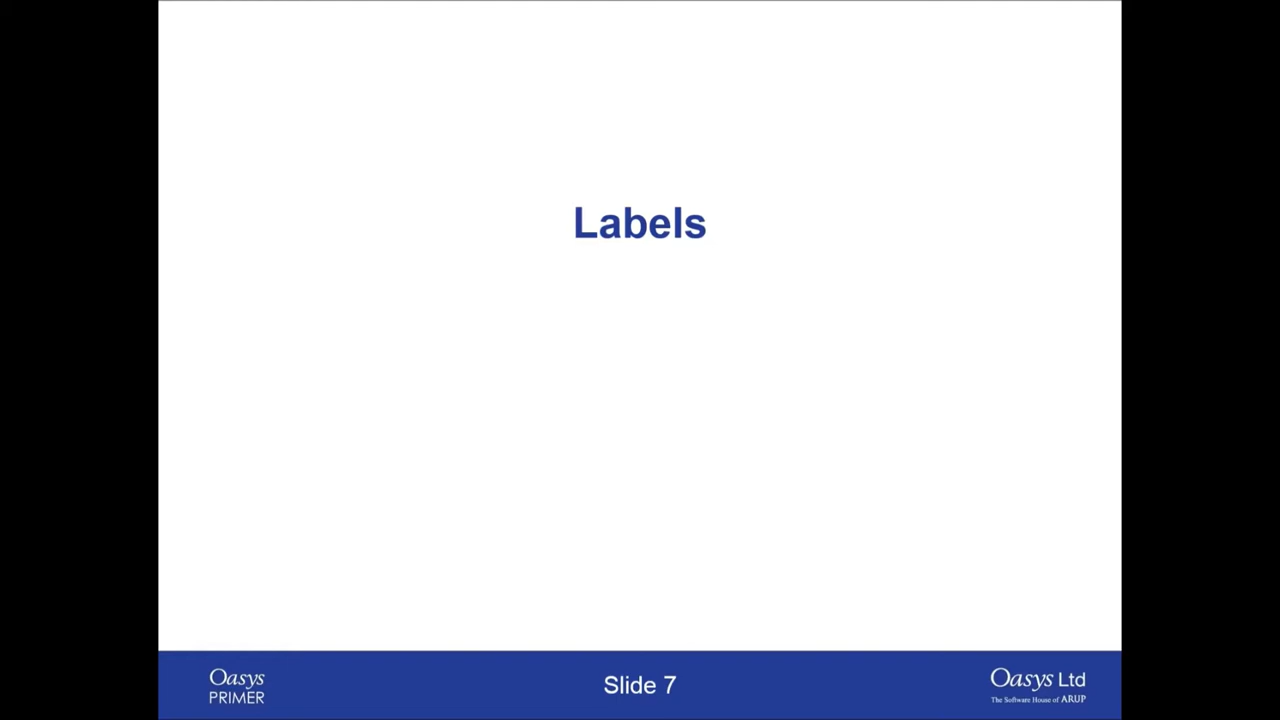 Labels
Oasys
PRIMER
Slide 7
Oasys Ltd
The Software House of ARUP